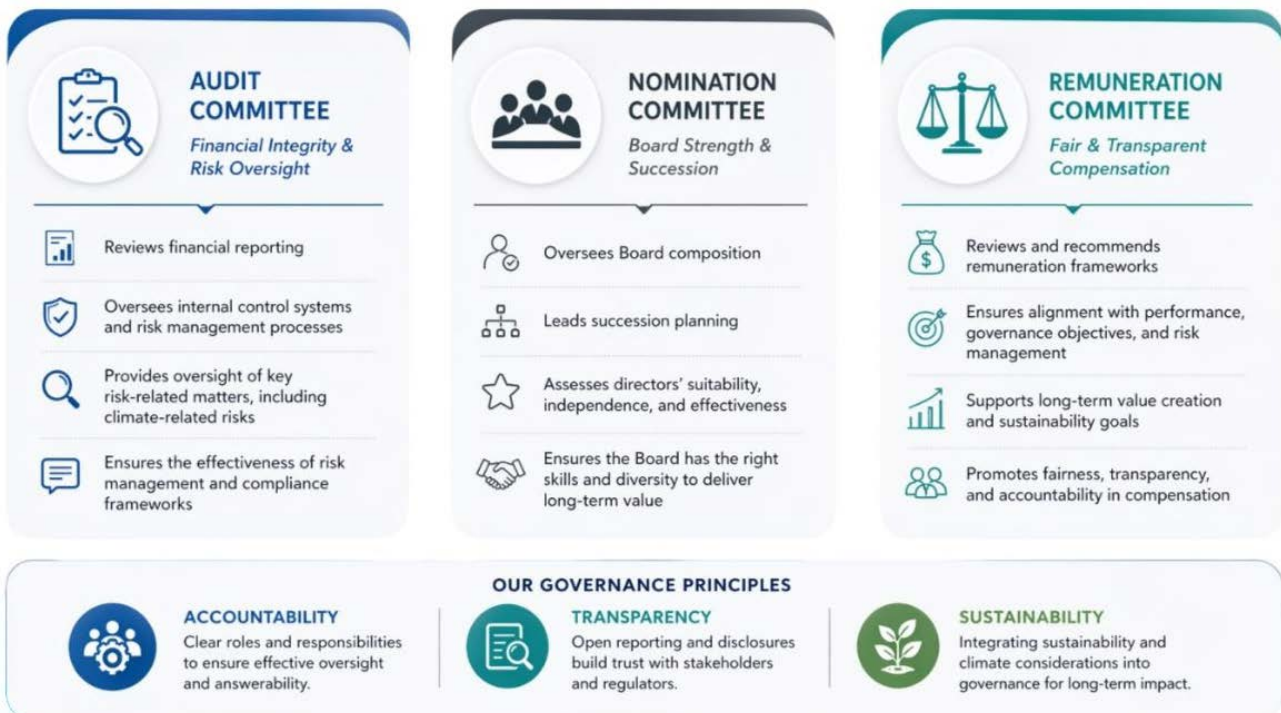 AUDIT
COMMITTEE
Financial Integrity &
Risk Oversight
Reviews financial reporting
Oversees internal control systems
and risk management processes
Provides oversight of key
risk-related matters, including
climate-related risks
Ensures the effectiveness of risk
management and compliance
frameworks
NOMINATION
COMMITTEE
Board Strength &
Succession
Oversees Board composition
Leads succession planning
Assesses directors' suitability,
independence, and effectiveness
Ensures the Board has the right
skills and diversity to deliver
long-term value
REMUNERATION
COMMITTEE
Fair & Transparent
Compensation
$
Reviews and recommends
remuneration frameworks
Ensures alignment with performance,
governance objectives, and risk
management
Supports long-term value creation
and sustainability goals
Promotes fairness, transparency,
and accountability in compensation
OUR GOVERNANCE PRINCIPLES
ACCOUNTABILITY
Clear roles and responsibilities
to ensure effective oversight
and answerability.
TRANSPARENCY
Open reporting and disclosures
build trust with stakeholders
and regulators.
SUSTAINABILITY
Integrating sustainability and
climate considerations into
governance for long-term impact.